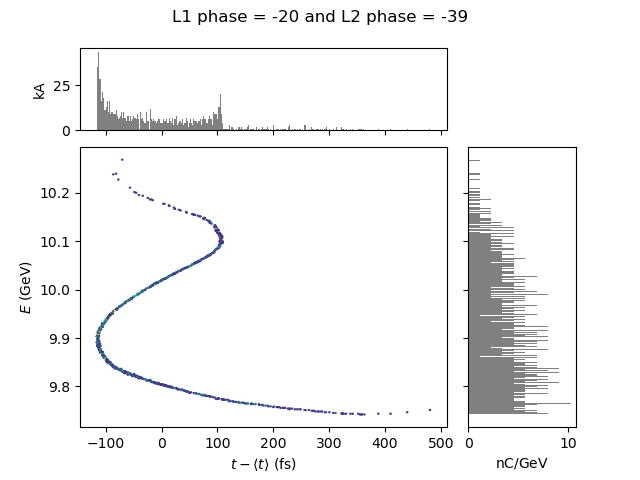 L1 phase = -20 and L2 phase = -39
25
0
kA
10.2
10.1
10.0
9.9
9.8
E (GeV)
−100 0 100 200 300 400 500
t − ⟨t⟩ (fs)
0 10
nC/GeV